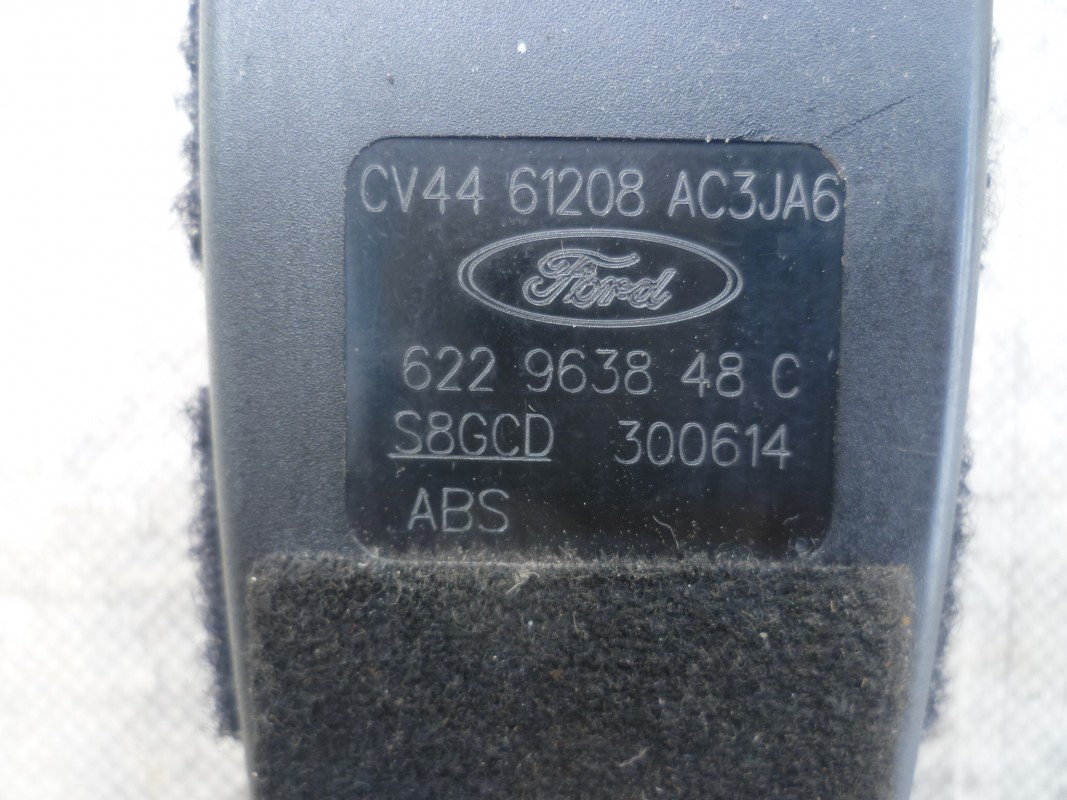 CV44 61208 AC3JA6
Ford
622 9638 48 C
S8GCD 300614
ABS